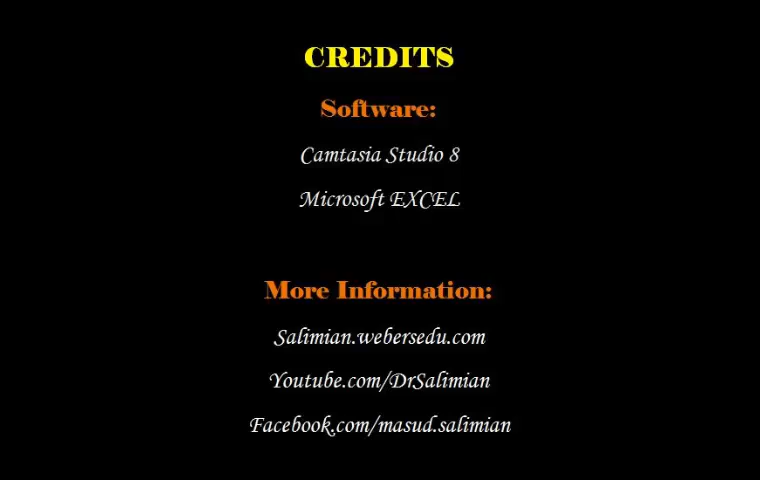 CREDITS
Software:
Camtasia Studio 8
Microsoft EXCEL
More Information:
Salimian.webersedu.com
Youtube.com/DrSalimian
Facebook.com/masud.salimian